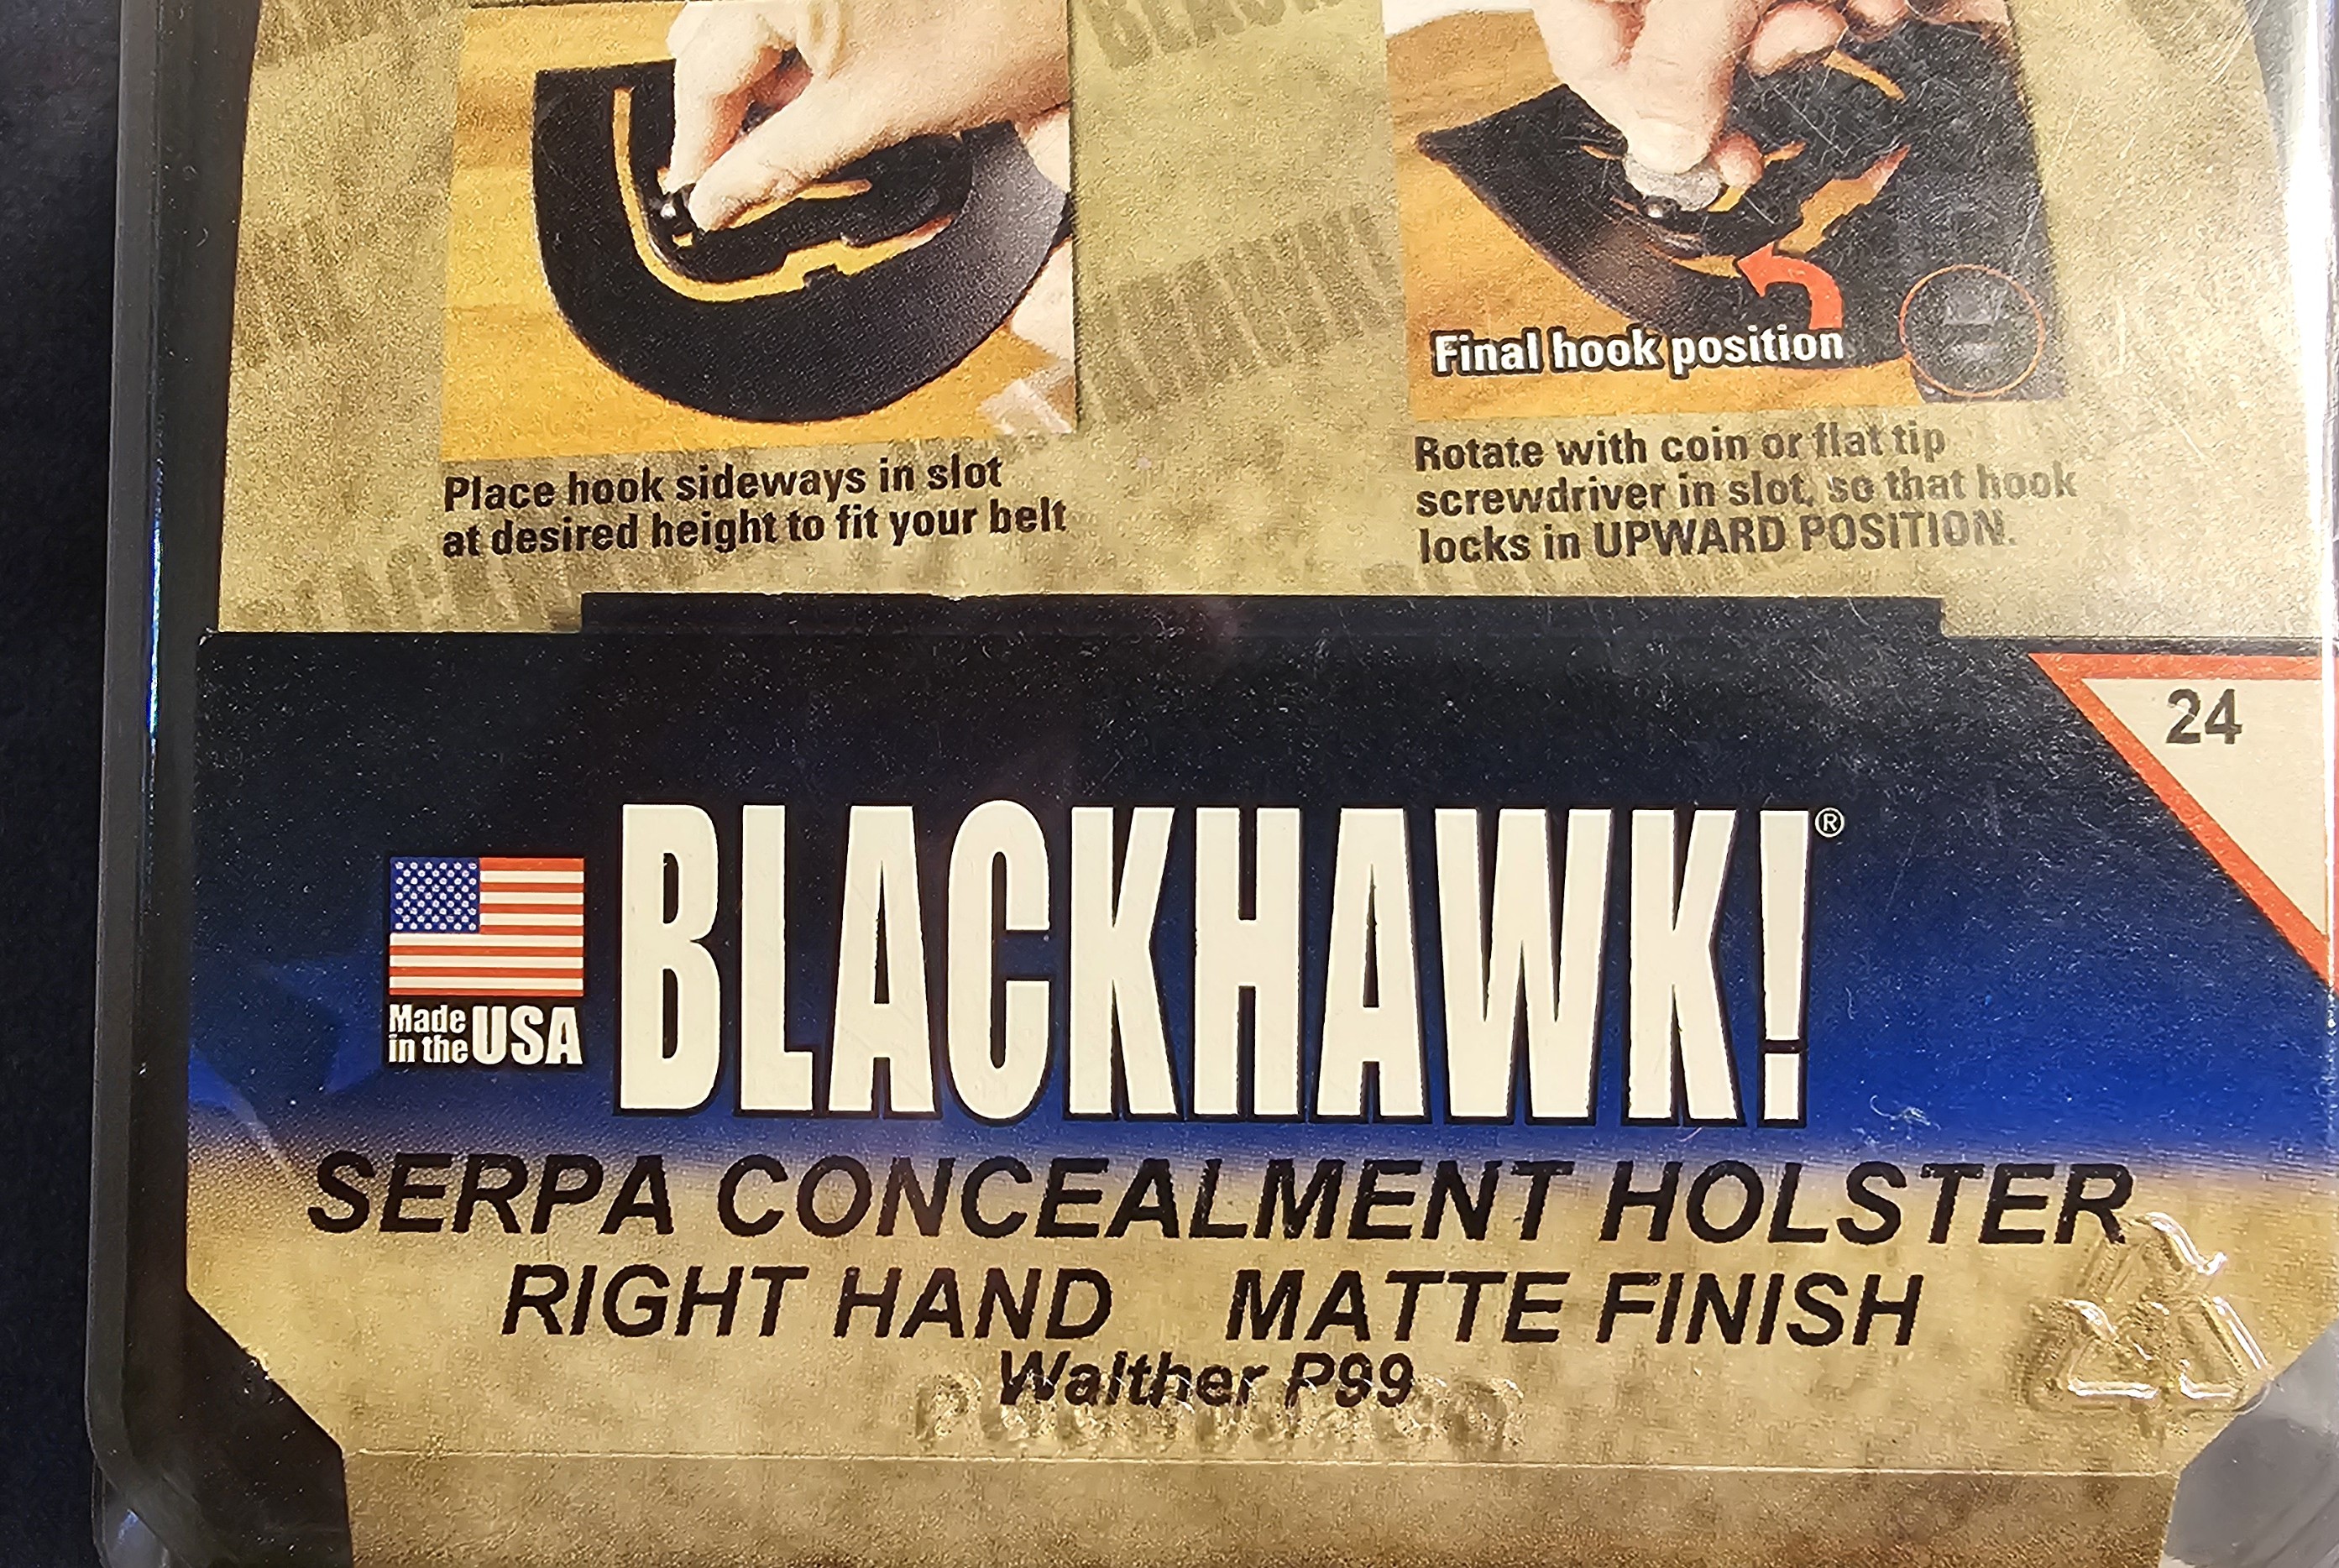 Final hook position
Place hook sideways in slot
at desired height to fit your belt
Rotate with coin or flat tip
screwdriver in slot, so that hook
locks in UPWARD POSITION.
24
BLACKHAWK!®
Made
in the USA
SERPA CONCEALMENT HOLSTER
RIGHT HAND MATTE FINISH
Walther P99